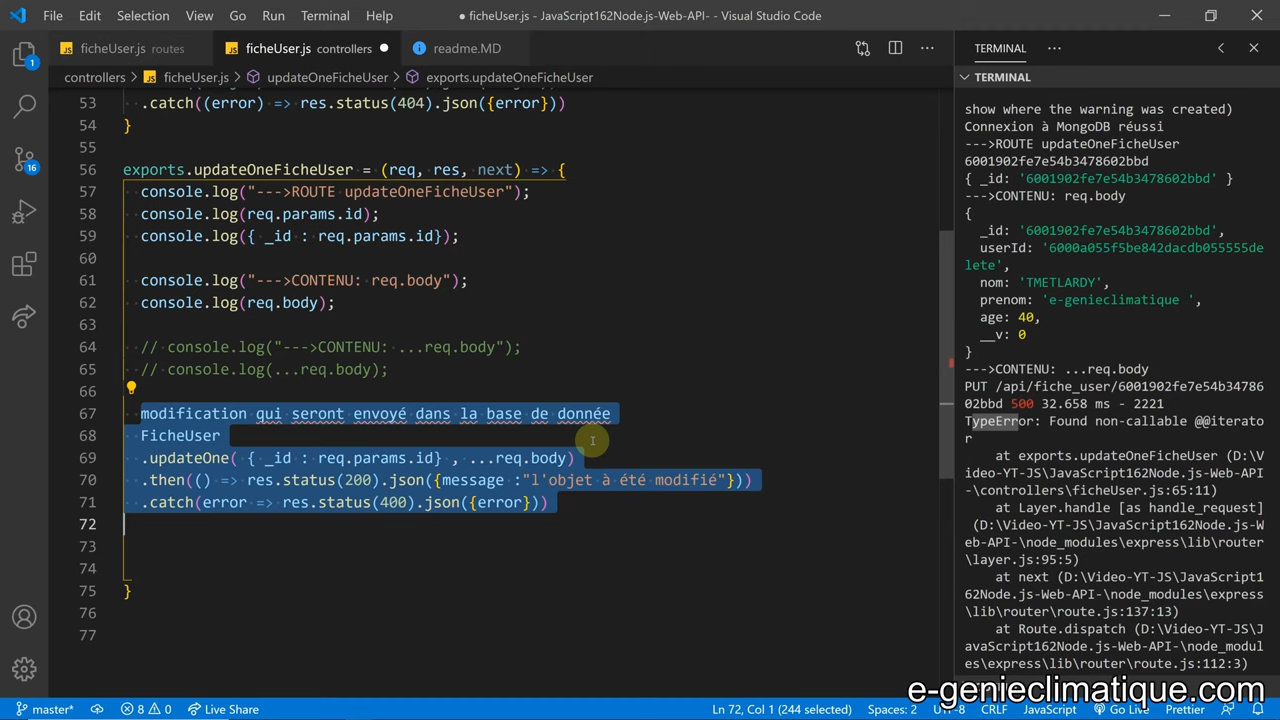 File Edit Selection View Go Run Terminal Help
● ficheUser.js - JavaScript162Node.js-Web-API- - Visual Studio Code
ficheUser.js routes
ficheUser.js controllers ●
readme.MD
controllers > ficheUser.js > updateOneFicheUser > exports.updateOneFicheUser
53 .catch((error) => res.status(404).json({error}))
54 }
55
56 exports.updateOneFicheUser = (req, res, next) => {
57 console.log("--->ROUTE updateOneFicheUser");
58 console.log(req.params.id);
59 console.log({ _id : req.params.id});
60
61 console.log("--->CONTENU: req.body");
62 console.log(req.body);
63
64 // console.log("--->CONTENU: ...req.body");
65 // console.log(...req.body);
66
67 modification qui seront envoyé dans la base de donnée
68 FicheUser
69 .updateOne( { _id : req.params.id} , ...req.body)
70 .then(() => res.status(200).json({message :"l'objet à été modifié"}))
71 .catch(error => res.status(400).json({error}))
72
73
74
75 }
76
77
TERMINAL
TERMINAL
show where the warning was created)
Connexion à MongoDB réussi
--->ROUTE updateOneFicheUser
6001902fe7e54b3478602bbd
{ _id: '6001902fe7e54b3478602bbd' }
--->CONTENU: req.body
{
_id: '6001902fe7e54b3478602bbd',
userId: '6000a055f5be842dacdb055555de
lete',
nom: 'TMETLARDY',
prenom: 'e-genieclimatique ',
age: 40,
__v: 0
}
--->CONTENU: ...req.body
PUT /api/fiche_user/6001902fe7e54b34786
02bbd 500 32.658 ms - 2221
TypeError: Found non-callable @@iterato
r
at exports.updateOneFicheUser (D:\V
ideo-YT-JS\JavaScript162Node.js-Web-API-
\controllers\ficheUser.js:65:11)
at Layer.handle [as handle_request]
(D:\Video-YT-JS\JavaScript162Node.js-W
eb-API-\node_modules\express\lib\router
\layer.js:95:5)
at next (D:\Video-YT-JS\JavaScript1
62Node.js-Web-API-\node_modules\express
\lib\router\route.js:137:13)
at Route.dispatch (D:\Video-YT-JS\J
avaScript162Node.js-Web-API-\node_modul
es\express\lib\router\route.js:112:3)
e-genieclimatique.com
1
16
master*
8 0
Live Share
Ln 72, Col 1 (244 selected)
Spaces: 2
UTF-8
CRLF
JavaScript
Go Live
Prettier